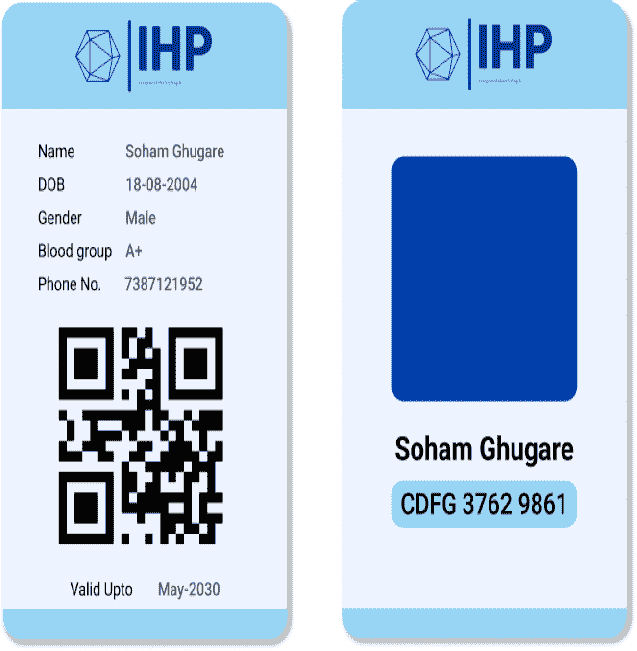 IHP
Name Soham Ghugare
DOB 18-08-2004
Gender Male
Blood group A+
Phone No. 7387121952
Valid Upto May-2030
IHP
Soham Ghugare
CDFG 3762 9861